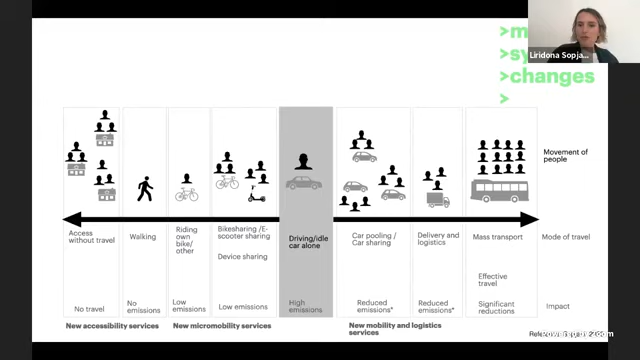 >m
sy
>changes
>
Liridona Sopja...
Movement of
people
Access
without travel
Walking
Riding
own
bike/
other
Bikesharing /E-
scooter sharing
Device sharing
Driving/idle
car alone
Car pooling /
Car sharing
Delivery and
logistics
Mass transport
Mode of travel
Effective
travel
No travel
No
emissions
Low
emissions
Low emissions
High
emissions
Reduced
emissions*
Reduced
emissions*
Significant
reductions
Impact
New accessibility services
New micromobility services
New mobility and logistics
services
Powered by Zoom